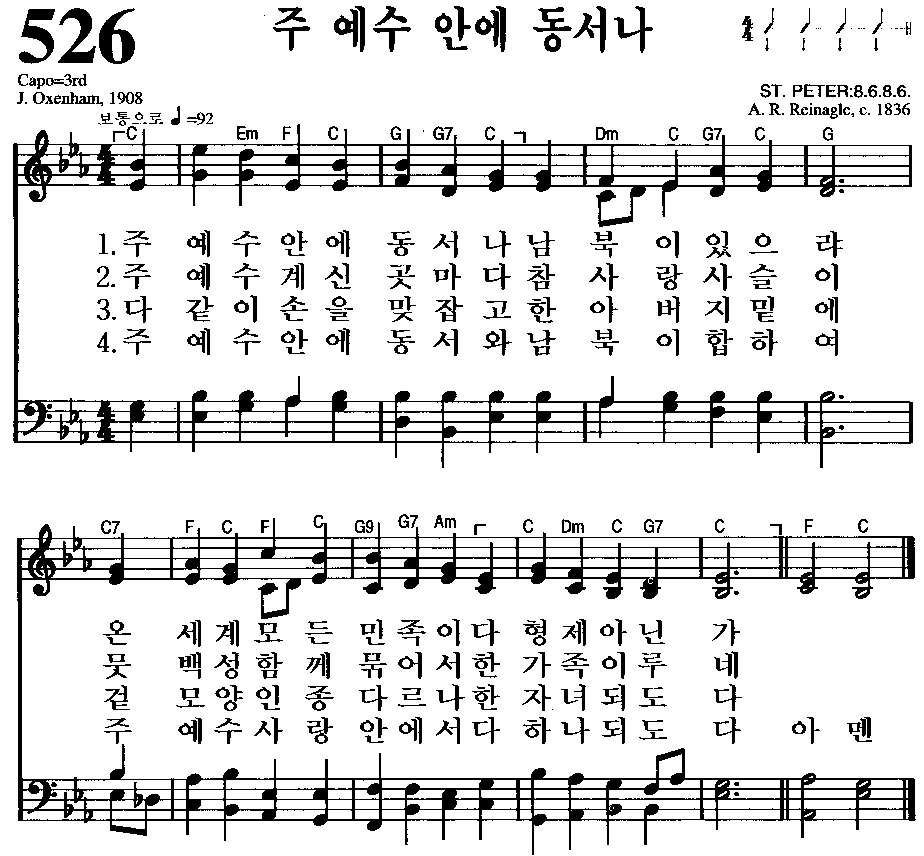 526 주 예수 안에 동서나
Capo=3rd
J. Oxenham, 1908
ST. PETER:8.6.8.6.
A. R. Reinagle, c. 1836
보통으로 ♩=92
C Em F C G G7 C Dm C G7 C G
1.주 예 수 안 에 동 서 나 남 북 이 있 으 랴
2.주 예 수 계 신 곳 마 다 참 사 랑 사 슬 이
3.다 같 이 손 을 맞 잡 고 한 아 버 지 밑 에
4.주 예 수 안 에 동 서 와 남 북 이 합 하 여
C7 F C F C G9 G7 Am C Dm C G7 C F C
온 세 계 모 든 민 족 이 다 형 제 아 닌 가
뭇 백 성 함 께 묶 어 서 한 가 족 이 루 네
겉 모 양 인 종 다 르 나 한 자 녀 되 도 다
주 예 수 사 랑 안 에 서 다 하 나 되 도 다 아 멘